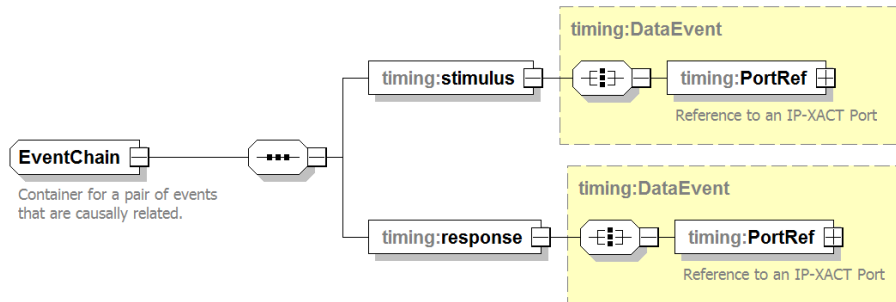 timing:DataEvent
timing:stimulus
timing:PortRef
Reference to an IP-XACT Port
EventChain
Container for a pair of events
that are causally related.
timing:DataEvent
timing:response
timing:PortRef
Reference to an IP-XACT Port